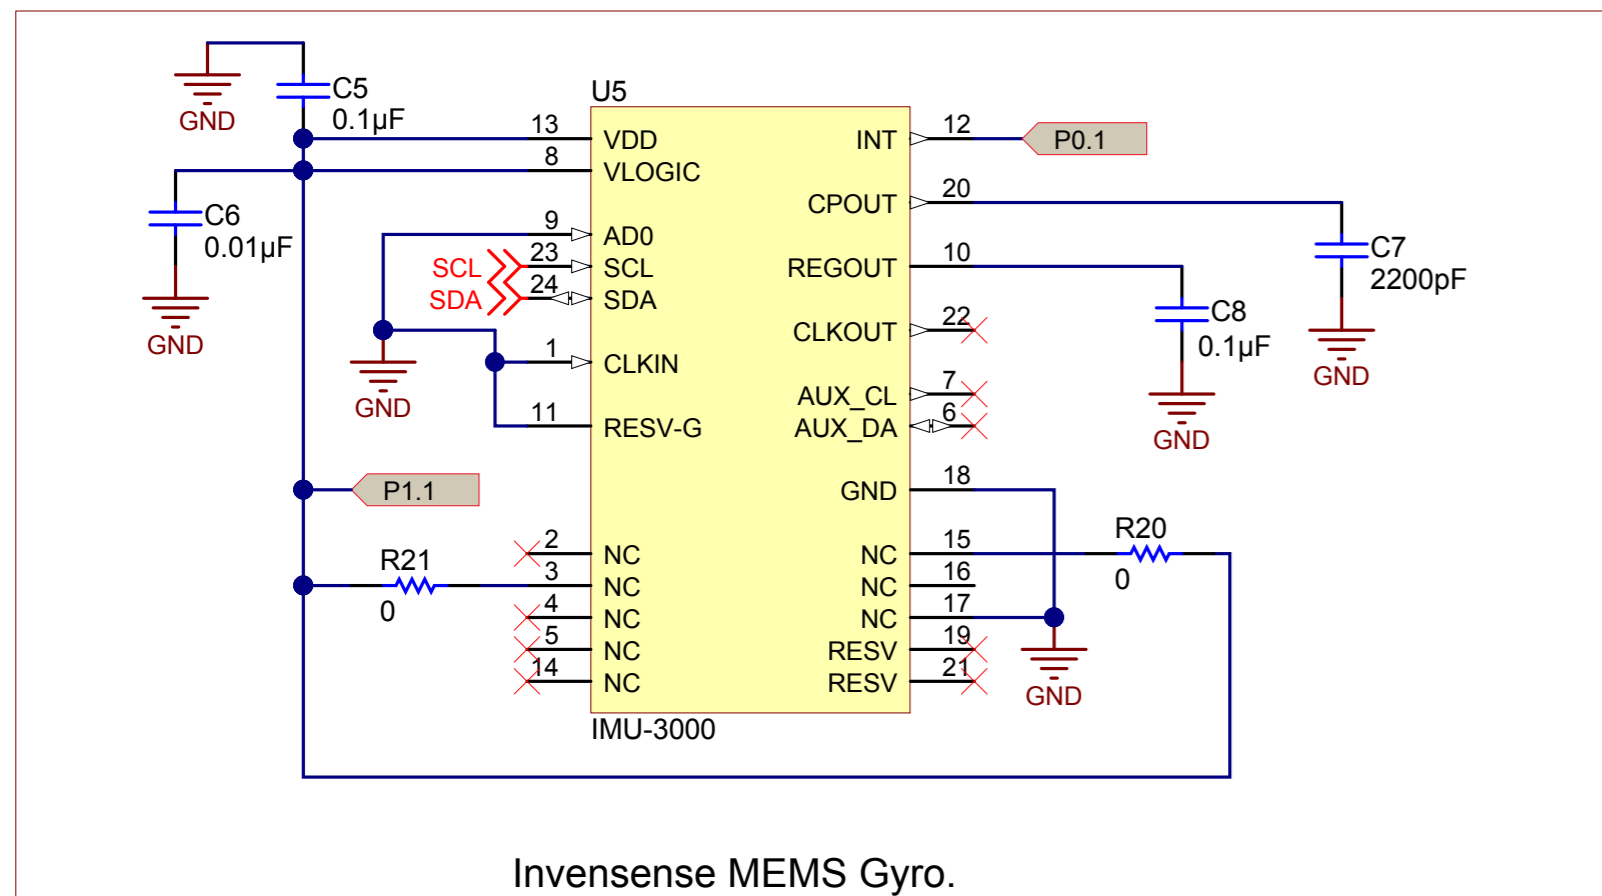 C5
0.1µF
GND
C6
0.01µF
GND
U5
13 VDD
8 VLOGIC
9 AD0
SCL 23 SCL
SDA 24 SDA
1 CLKIN
GND
11 RESV-G
P1.1
2 NC
R21
0
3 NC
4 NC
5 NC
14 NC
INT 12 P0.1
CPOUT 20
C7
2200pF
GND
REGOUT 10
C8
0.1µF
GND
CLKOUT 22
AUX_CL 7
AUX_DA 6
GND 18
NC 15
R20
0
NC 16
NC 17
RESV 19
RESV 21
GND
IMU-3000
Invensense MEMS Gyro.